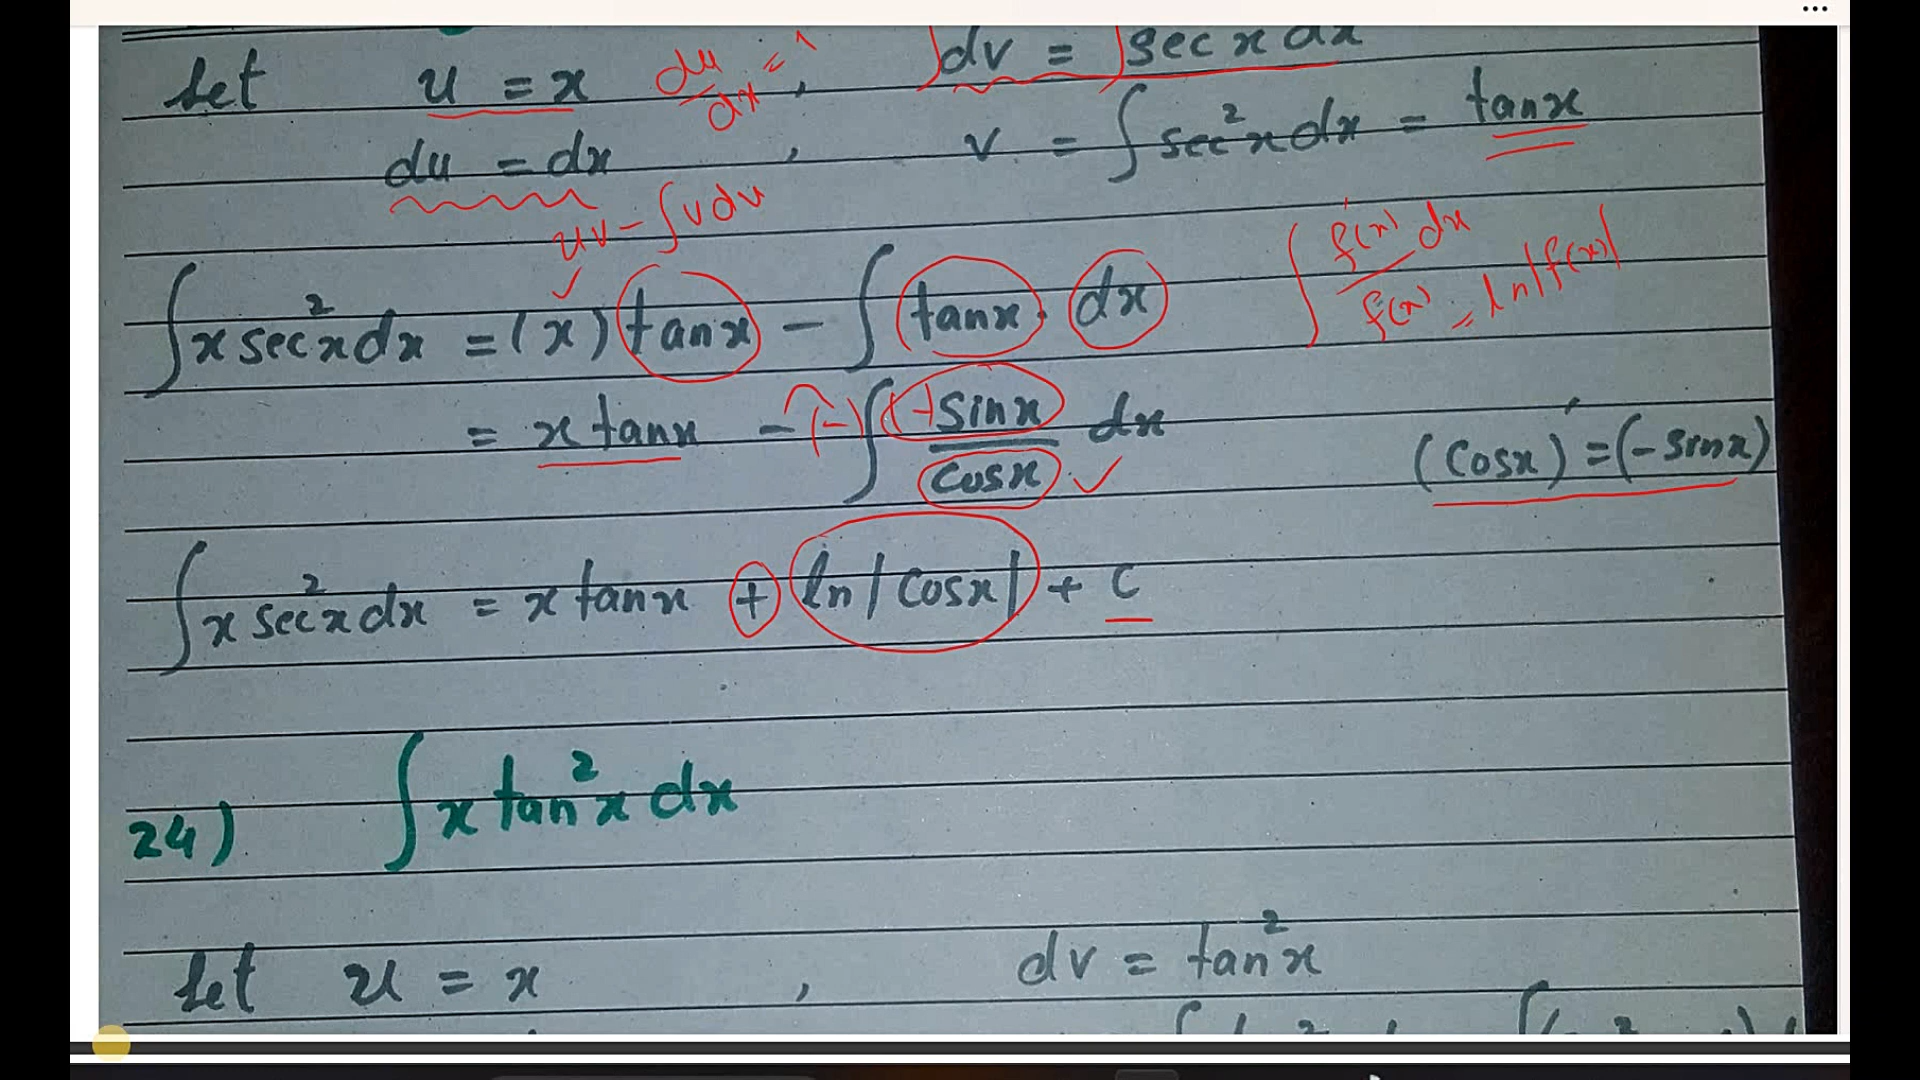 Let u = x du/dx = 1 , ∫dv = ∫sec x dx
du = dx , v = ∫sec²x dx = tanx
uv - ∫v du
∫f'(x)/f(x) dx = ln|f(x)|
∫x sec²x dx = (x) tanx - ∫tanx . dx
= x tanx - (-)∫(-)sinx/cosx dx
(cosx)' = (-sinx)
∫x sec²x dx = x tanx + ln|cosx| + c
24) ∫x tan²x dx
Let u = x , dv = tan²x